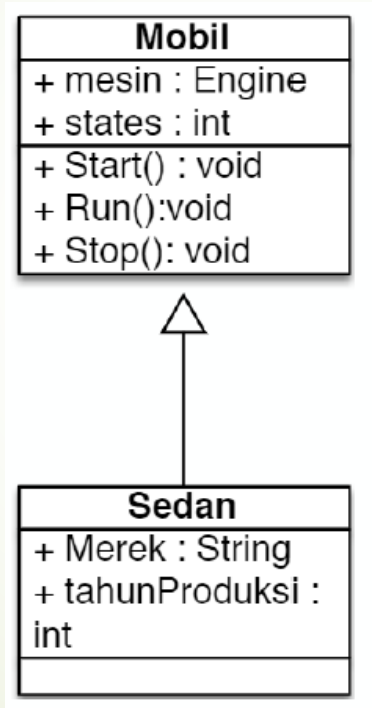 Mobil
+ mesin : Engine
+ states : int
+ Start() : void
+ Run():void
+ Stop(): void
Sedan
+ Merek : String
+ tahunProduksi :
int